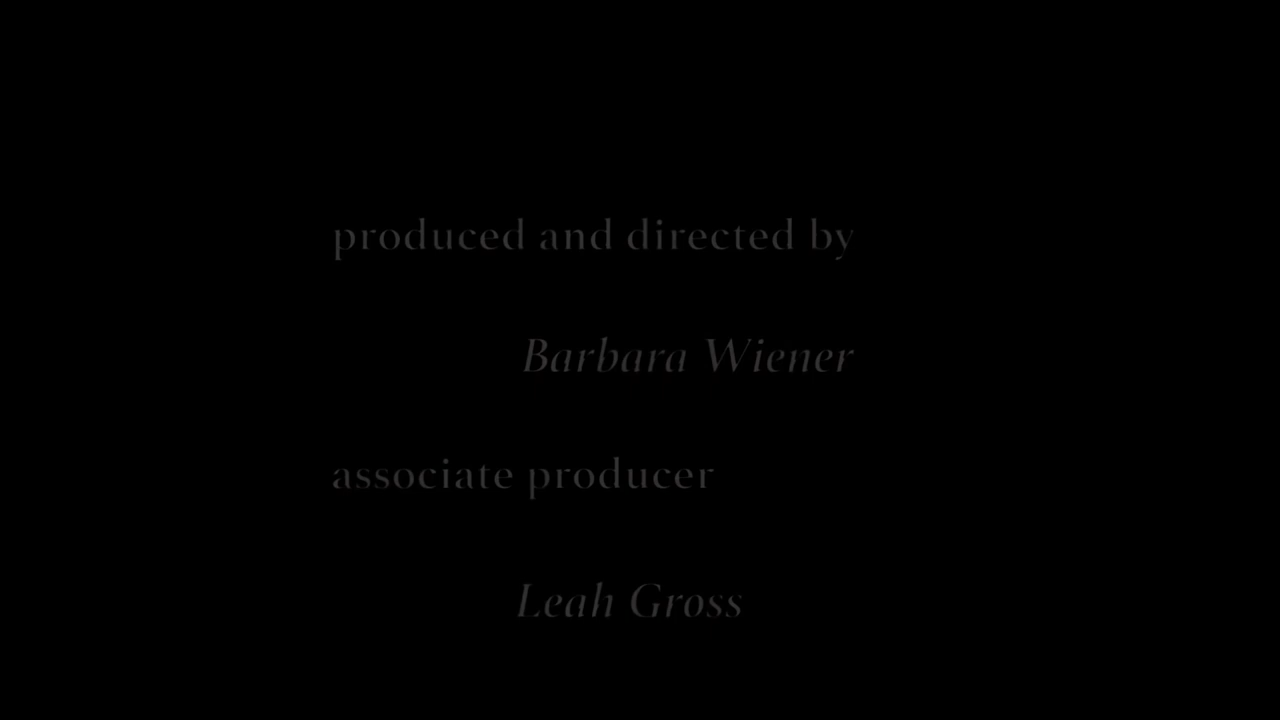 produced and directed by
Barbara Wiener
associate producer
Leah Gross